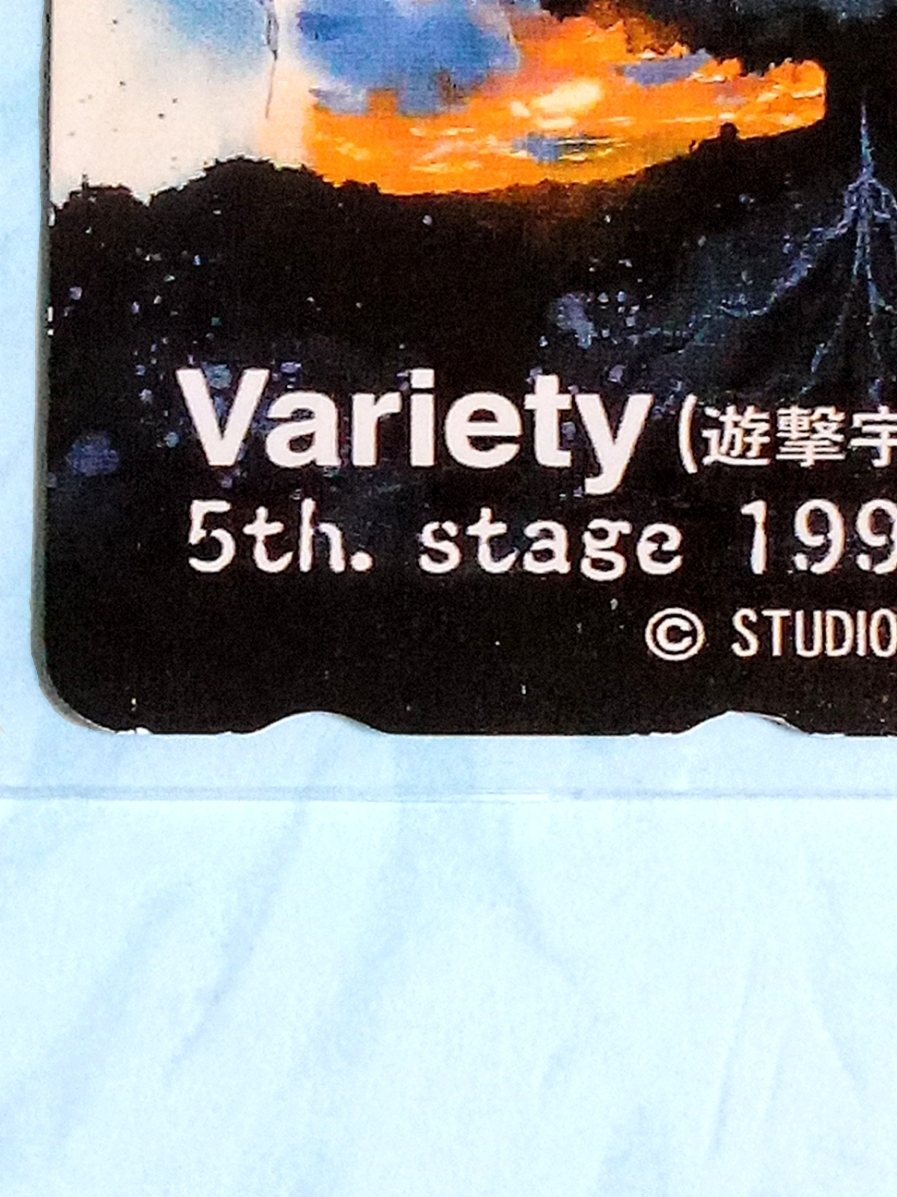 Variety (遊撃宇
5th. stage 199
© STUDIO